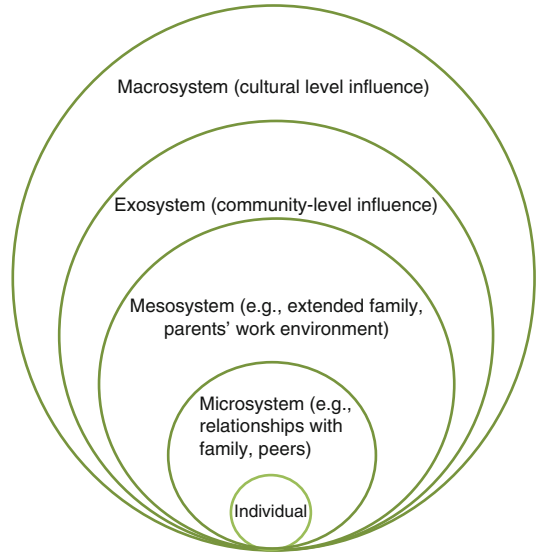 Macrosystem (cultural level influence)
Exosystem (community-level influence)
Mesosystem (e.g., extended family,
parents' work environment)
Microsystem (e.g.,
relationships with
family, peers)
Individual